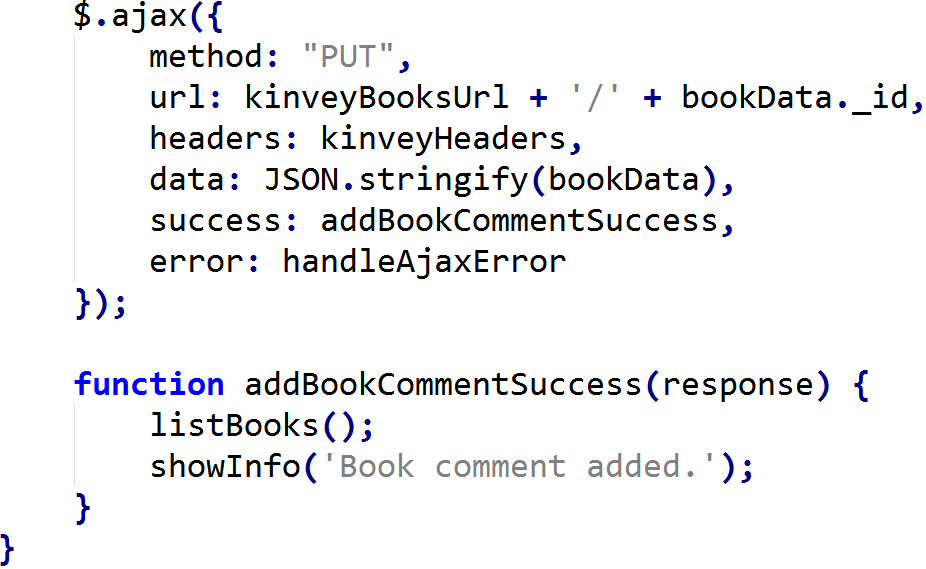 $.ajax({
method: "PUT",
url: kinveyBooksUrl + '/' + bookData._id,
headers: kinveyHeaders,
data: JSON.stringify(bookData),
success: addBookCommentSuccess,
error: handleAjaxError
});
function addBookCommentSuccess(response) {
listBooks();
showInfo('Book comment added.');
}
}